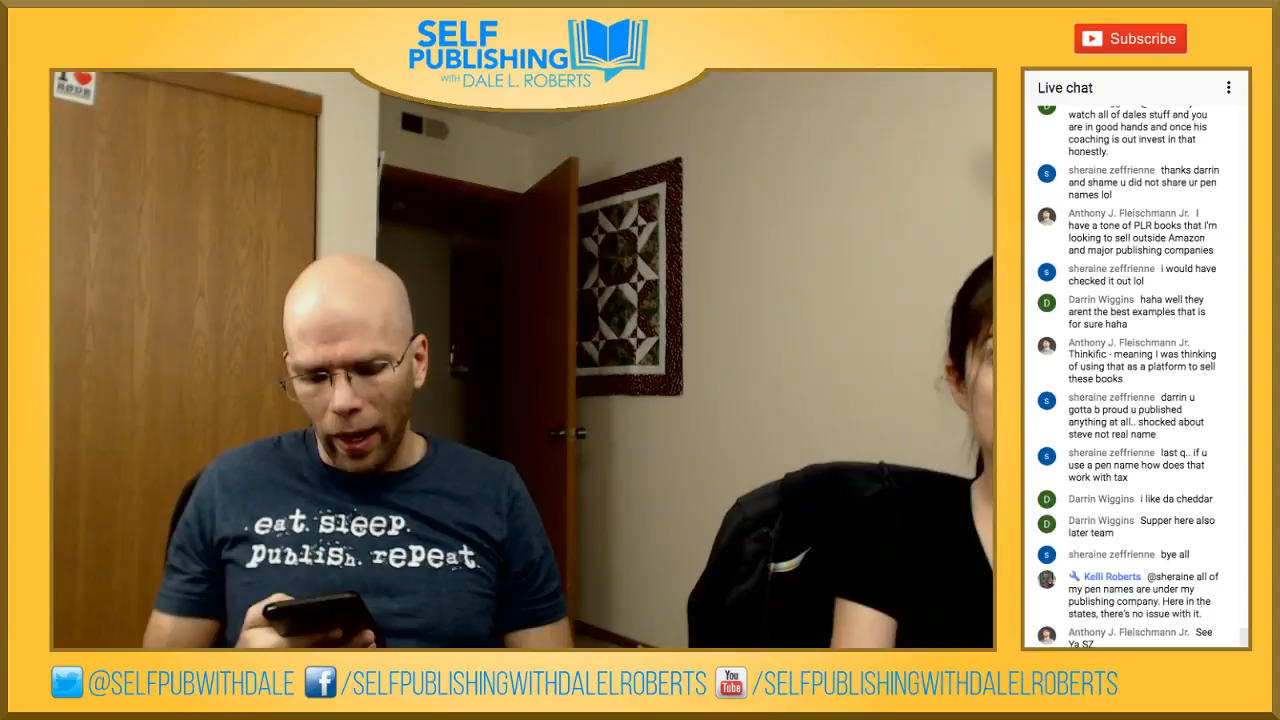 SELF
PUBLISHING
WITH DALE L. ROBERTS
Subscribe
I
Live chat
watch all of dales stuff and you
are in good hands and once his
coaching is out invest in that
honestly.
sheraine zeffrienne thanks darrin
and shame u did not share ur pen
names lol
Anthony J. Fleischmann Jr. I
have a tone of PLR books that I'm
looking to sell outside Amazon
and major publishing companies
sheraine zeffrienne i would have
checked it out lol
Darrin Wiggins haha well they
arent the best examples that is
for sure haha
Anthony J. Fleischmann Jr.
Thinkific - meaning I was thinking
of using that as a platform to sell
these books
sheraine zeffrienne darrin u
gotta b proud u published
anything at all.. shocked about
steve not real name
sheraine zeffrienne last q.. if u
use a pen name how does that
work with tax
Darrin Wiggins i like da cheddar
Darrin Wiggins Supper here also
later team
sheraine zeffrienne bye all
Kelli Roberts @sheraine all of
my pen names are under my
publishing company. Here in the
states, there's no issue with it.
Anthony J. Fleischmann Jr. See
Ya SZ
eat sleep.
Publish. repeat.
@SELFPUBWITHDALE /SELFPUBLISHINGWITHDALELROBERTS You Tube /SELFPUBLISHINGWITHDALELROBERTS